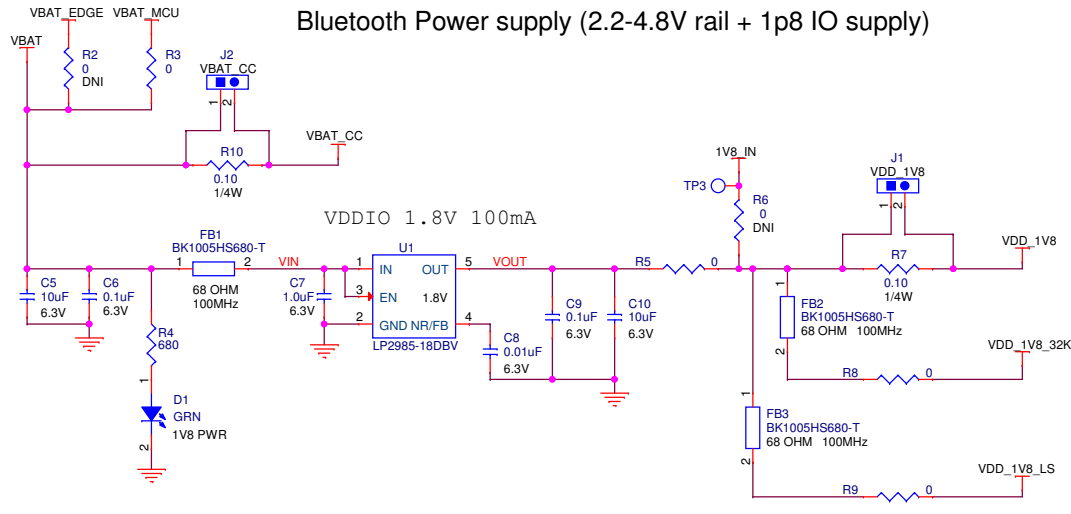 Bluetooth Power supply (2.2-4.8V rail + 1p8 IO supply)
VBAT_EDGE
VBAT_MCU
VBAT
R2
0
DNI
R3
0
J2
VBAT_CC
1
2
R10
0.10
1/4W
VBAT_CC
1V8_IN
TP3
R6
0
DNI
J1
VDD_1V8
1
2
R7
0.10
1/4W
VDD_1V8
VDDIO 1.8V 100mA
FB1
BK1005HS680-T
1
2
68 OHM
100MHz
VIN
U1
1
IN
OUT
5
3
EN
1.8V
2
GND
NR/FB
4
LP2985-18DBV
VOUT
R5
0
C5
10uF
6.3V
C6
0.1uF
6.3V
C7
1.0uF
6.3V
C8
0.01uF
6.3V
C9
0.1uF
6.3V
C10
10uF
6.3V
R4
680
1
D1
GRN
1V8 PWR
2
1
FB2
BK1005HS680-T
68 OHM 100MHz
2
R8
0
VDD_1V8_32K
1
FB3
BK1005HS680-T
68 OHM 100MHz
2
R9
0
VDD_1V8_LS